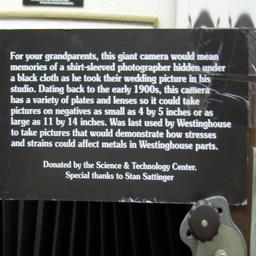 For your grandparents, this giant camera would mean
memories of a shirt-sleeved photographer hidden under
a black cloth as he took their wedding picture in his
studio. Dating back to the early 1900s, this camera
has a variety of plates and lenses so it could take
pictures on negatives as small as 4 by 5 inches or as
large as 11 by 14 inches. Was last used by Westinghouse
to take pictures that would demonstrate how stresses
and strains could affect metals in Westinghouse parts.
Donated by the Science & Technology Center.
Special thanks to Stan Sattinger